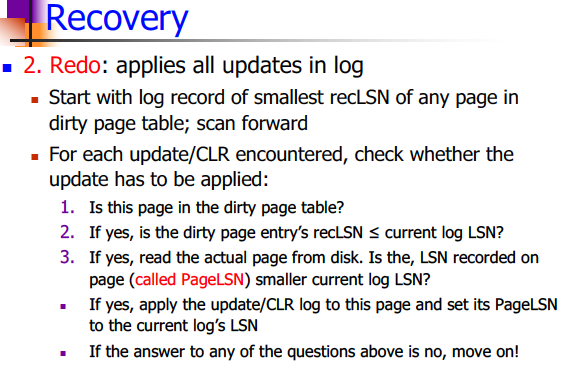 Recovery
2. Redo: applies all updates in log
Start with log record of smallest recLSN of any page in
dirty page table; scan forward
For each update/CLR encountered, check whether the
update has to be applied:
1. Is this page in the dirty page table?
2. If yes, is the dirty page entry's recLSN ≤ current log LSN?
3. If yes, read the actual page from disk. Is the, LSN recorded on
page (called PageLSN) smaller current log LSN?
If yes, apply the update/CLR log to this page and set its PageLSN
to the current log's LSN
If the answer to any of the questions above is no, move on!